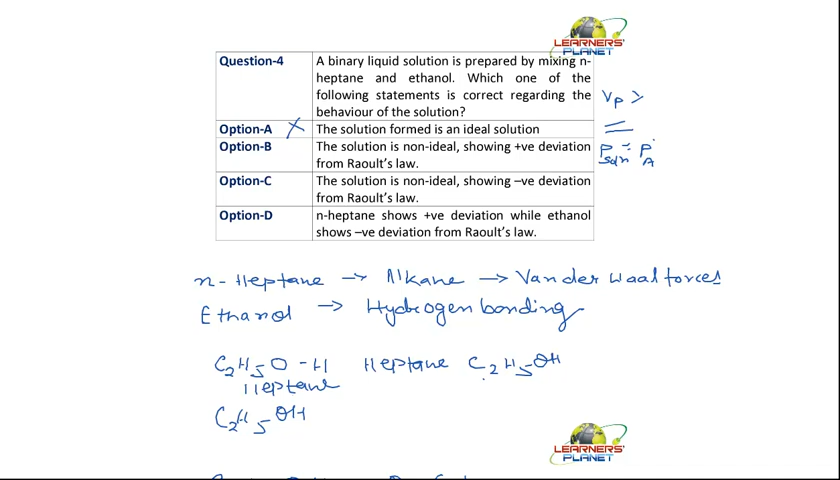 LEARNERS'
PLANET
Question-4 A binary liquid solution is prepared by mixing n-
heptane and ethanol. Which one of the
following statements is correct regarding the
behaviour of the solution?
Option-A The solution formed is an ideal solution
Option-B The solution is non-ideal, showing +ve deviation
from Raoult's law.
Option-C The solution is non-ideal, showing –ve deviation
from Raoult's law.
Option-D n-heptane shows +ve deviation while ethanol
shows –ve deviation from Raoult's law.
VP >
P soln = P°A
n-Heptane → Alkane → Van der Waal forces
Ethanol → Hydrogen bonding
C2H5O-H Heptane C2H5OH
Heptane
C2H5OH
LEARNERS'
PLANET